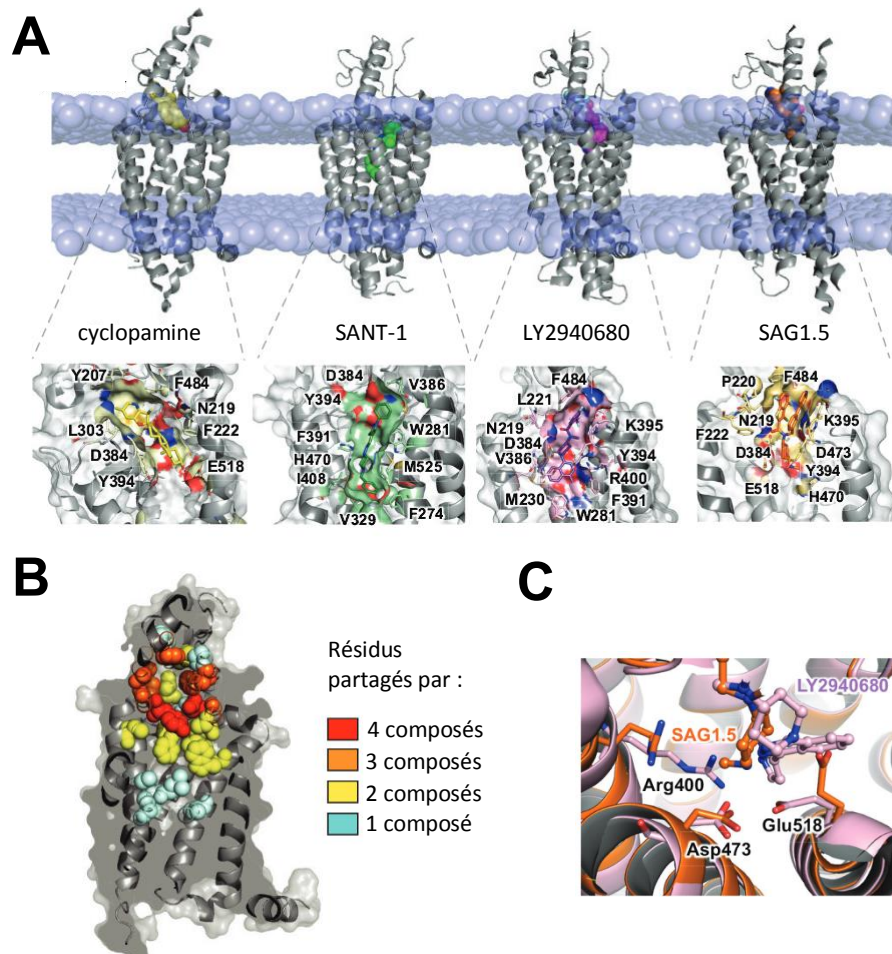 A
cyclopamine
SANT-1
LY2940680
SAG1.5
Y207
F484
N219
L303
F222
D384
Y394
E518
D384
V386
Y394
F391
W281
H470
I408
M525
V329
F274
F484
L221
N219
K395
D384
V386
Y394
R400
M230
F391
W281
F484
P220
N219
K395
F222
D384
D473
Y394
E518
H470
B
Résidus
partagés par :
4 composés
3 composés
2 composés
1 composé
C
LY2940680
SAG1.5
Arg400
Glu518
Asp473